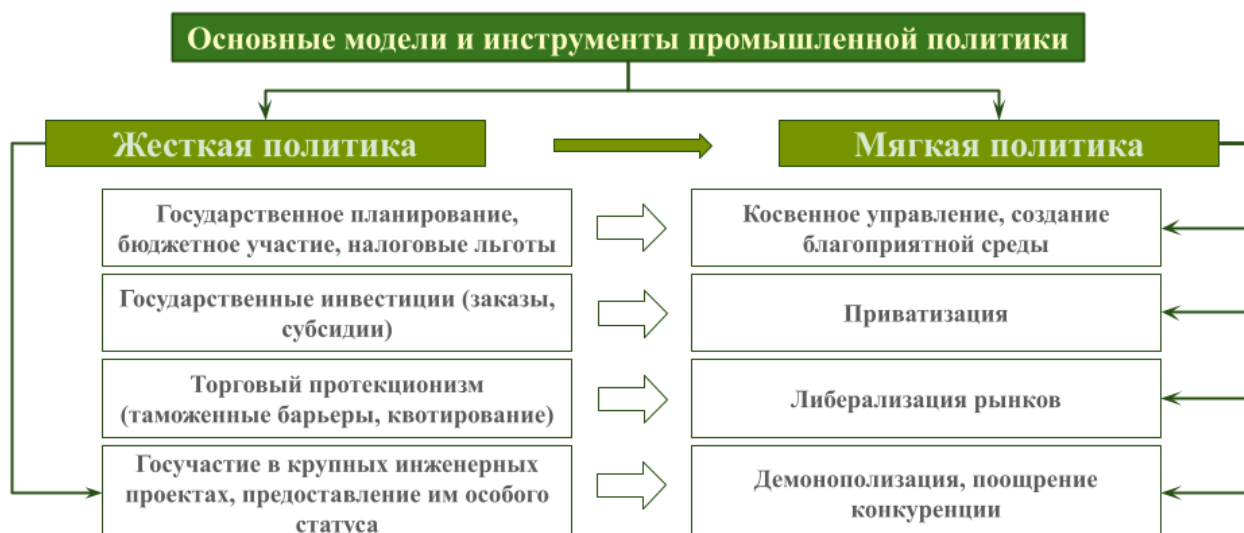 Основные модели и инструменты промышленной политики
Жесткая политика
Мягкая политика
Государственное планирование,
бюджетное участие, налоговые льготы
Косвенное управление, создание
благоприятной среды
Государственные инвестиции (заказы,
субсидии)
Приватизация
Торговый протекционизм
(таможенные барьеры, квотирование)
Либерализация рынков
Госучастие в крупных инженерных
проектах, предоставление им особого
статуса
Демонополизация, поощрение
конкуренции